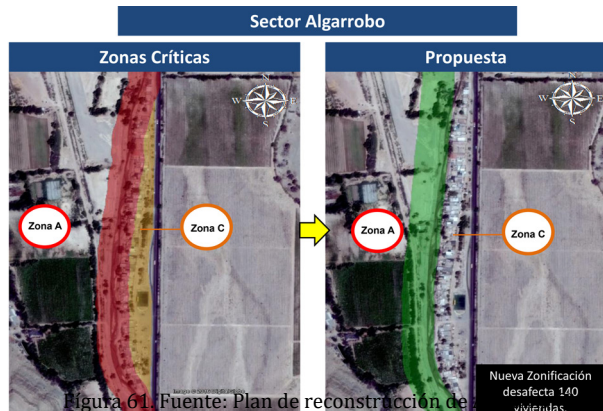 Sector Algarrobo
Zonas Críticas
Propuesta
N
W E
S
Zona A
Zona C
N
W E
S
Zona A
Zona C
Nueva Zonificación
desafecta 140
viviendas.
Figura 61. Fuente: Plan de reconstrucción de